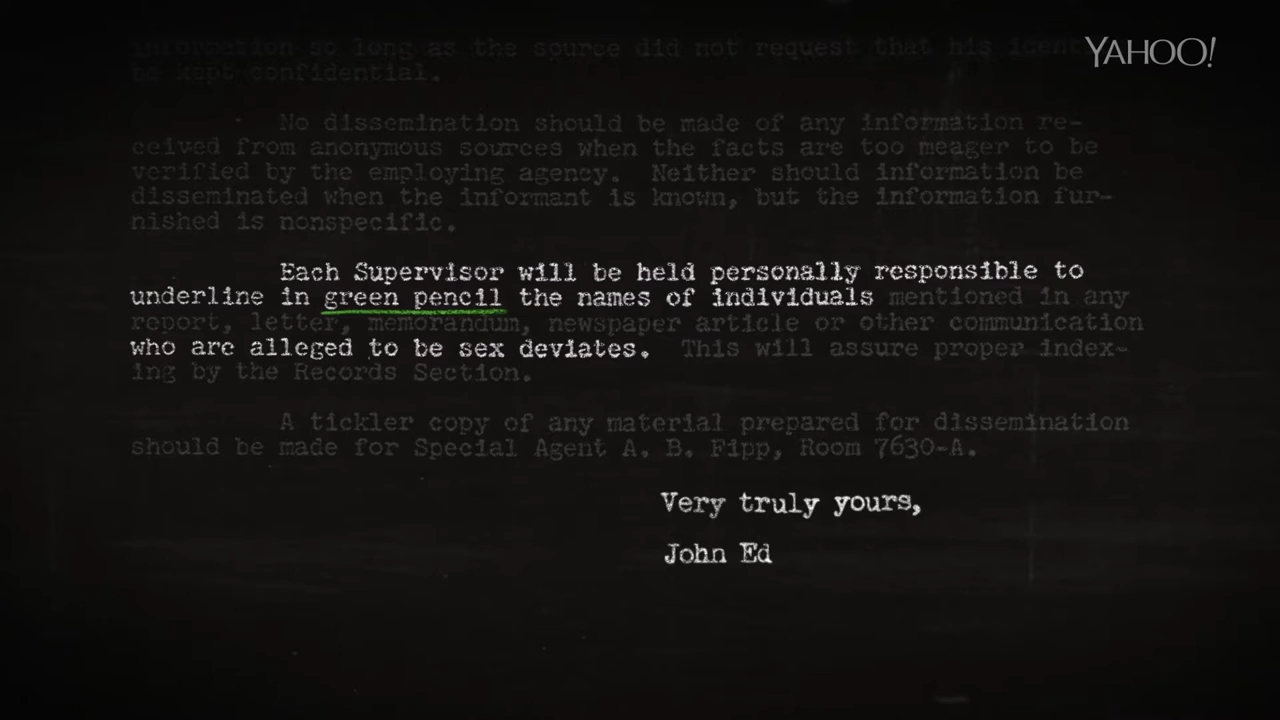 information so long as the source did not request that his ident
be kept confidential.
YAHOO!
No dissemination should be made of any information re-
ceived from anonymous sources when the facts are too meager to be
verified by the employing agency. Neither should information be
disseminated when the informant is known, but the information fur-
nished is nonspecific.
Each Supervisor will be held personally responsible to
underline in green pencil the names of individuals mentioned in any
report, letter, memorandum, newspaper article or other communication
who are alleged to be sex deviates. This will assure proper index-
ing by the Records Section.
A tickler copy of any material prepared for dissemination
should be made for Special Agent A. B. Fipp, Room 7630-A.
Very truly yours,
John Ed